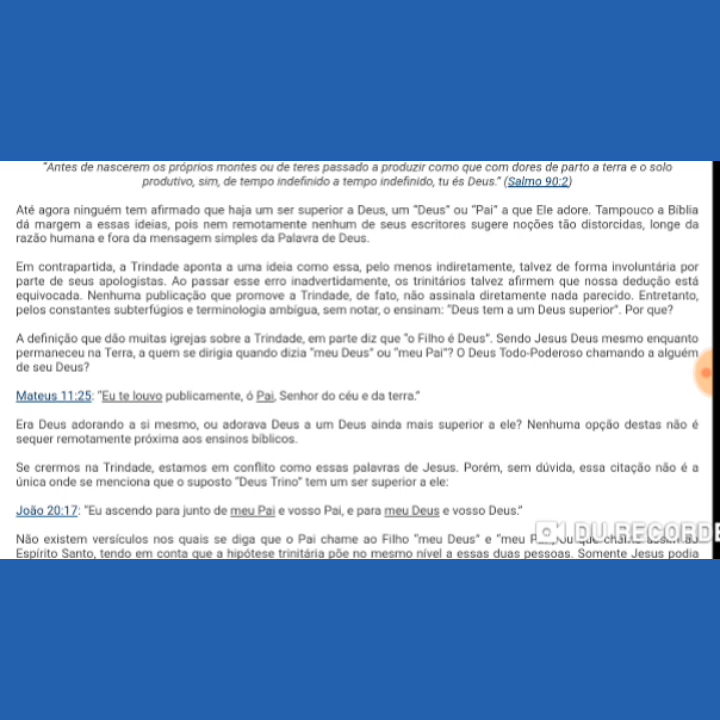 "Antes de nascerem os próprios montes ou de teres passado a produzir como que com dores de parto a terra e o solo
produtivo, sim, de tempo indefinido a tempo indefinido, tu és Deus." (Salmo 90:2)
Até agora ninguém tem afirmado que haja um ser superior a Deus, um "Deus" ou "Pai" a que Ele adore. Tampouco a Bíblia
dá margem a essas ideias, pois nem remotamente nenhum de seus escritores sugere noções tão distorcidas, longe da
razão humana e fora da mensagem simples da Palavra de Deus.
Em contrapartida, a Trindade aponta a uma ideia como essa, pelo menos indiretamente, talvez de forma involuntária por
parte de seus apologistas. Ao passar esse erro inadvertidamente, os trinitários talvez afirmem que nossa dedução está
equivocada. Nenhuma publicação que promove a Trindade, de fato, não assinala diretamente nada parecido. Entretanto,
pelos constantes subterfúgios e terminologia ambígua, sem notar, o ensinam: "Deus tem a um Deus superior". Por que?
A definição que dão muitas igrejas sobre a Trindade, em parte diz que "o Filho é Deus". Sendo Jesus Deus mesmo enquanto
permaneceu na Terra, a quem se dirigia quando dizia "meu Deus" ou "meu Pai"? O Deus Todo-Poderoso chamando a alguém
de seu Deus?
Mateus 11:25: "Eu te louvo publicamente, ó Pai, Senhor do céu e da terra."
Era Deus adorando a si mesmo, ou adorava Deus a um Deus ainda mais superior a ele? Nenhuma opção destas não é
sequer remotamente próxima aos ensinos bíblicos.
Se crermos na Trindade, estamos em conflito como essas palavras de Jesus. Porém, sem dúvida, essa citação não é a
única onde se menciona que o suposto "Deus Trino" tem um ser superior a ele:
João 20:17: "Eu ascendo para junto de meu Pai e vosso Pai, e para meu Deus e vosso Deus."
DU RECORDE
Não existem versículos nos quais se diga que o Pai chame ao Filho "meu Deus" e "meu
Espírito Santo, tendo em conta que a hipótese trinitária põe no mesmo nível a essas duas pessoas. Somente Jesus podia